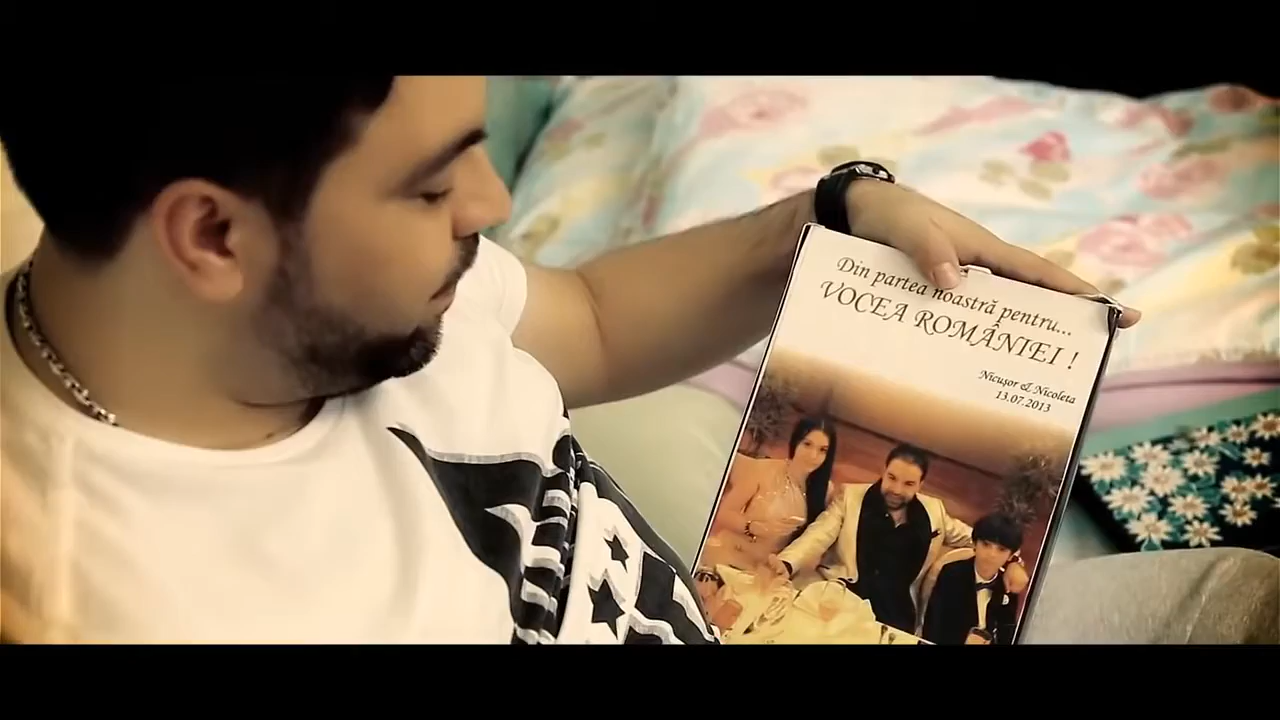 Din partea noastră pentru...
VOCEA ROMÂNIEI !
Nicușor & Nicoleta
13.07.2013